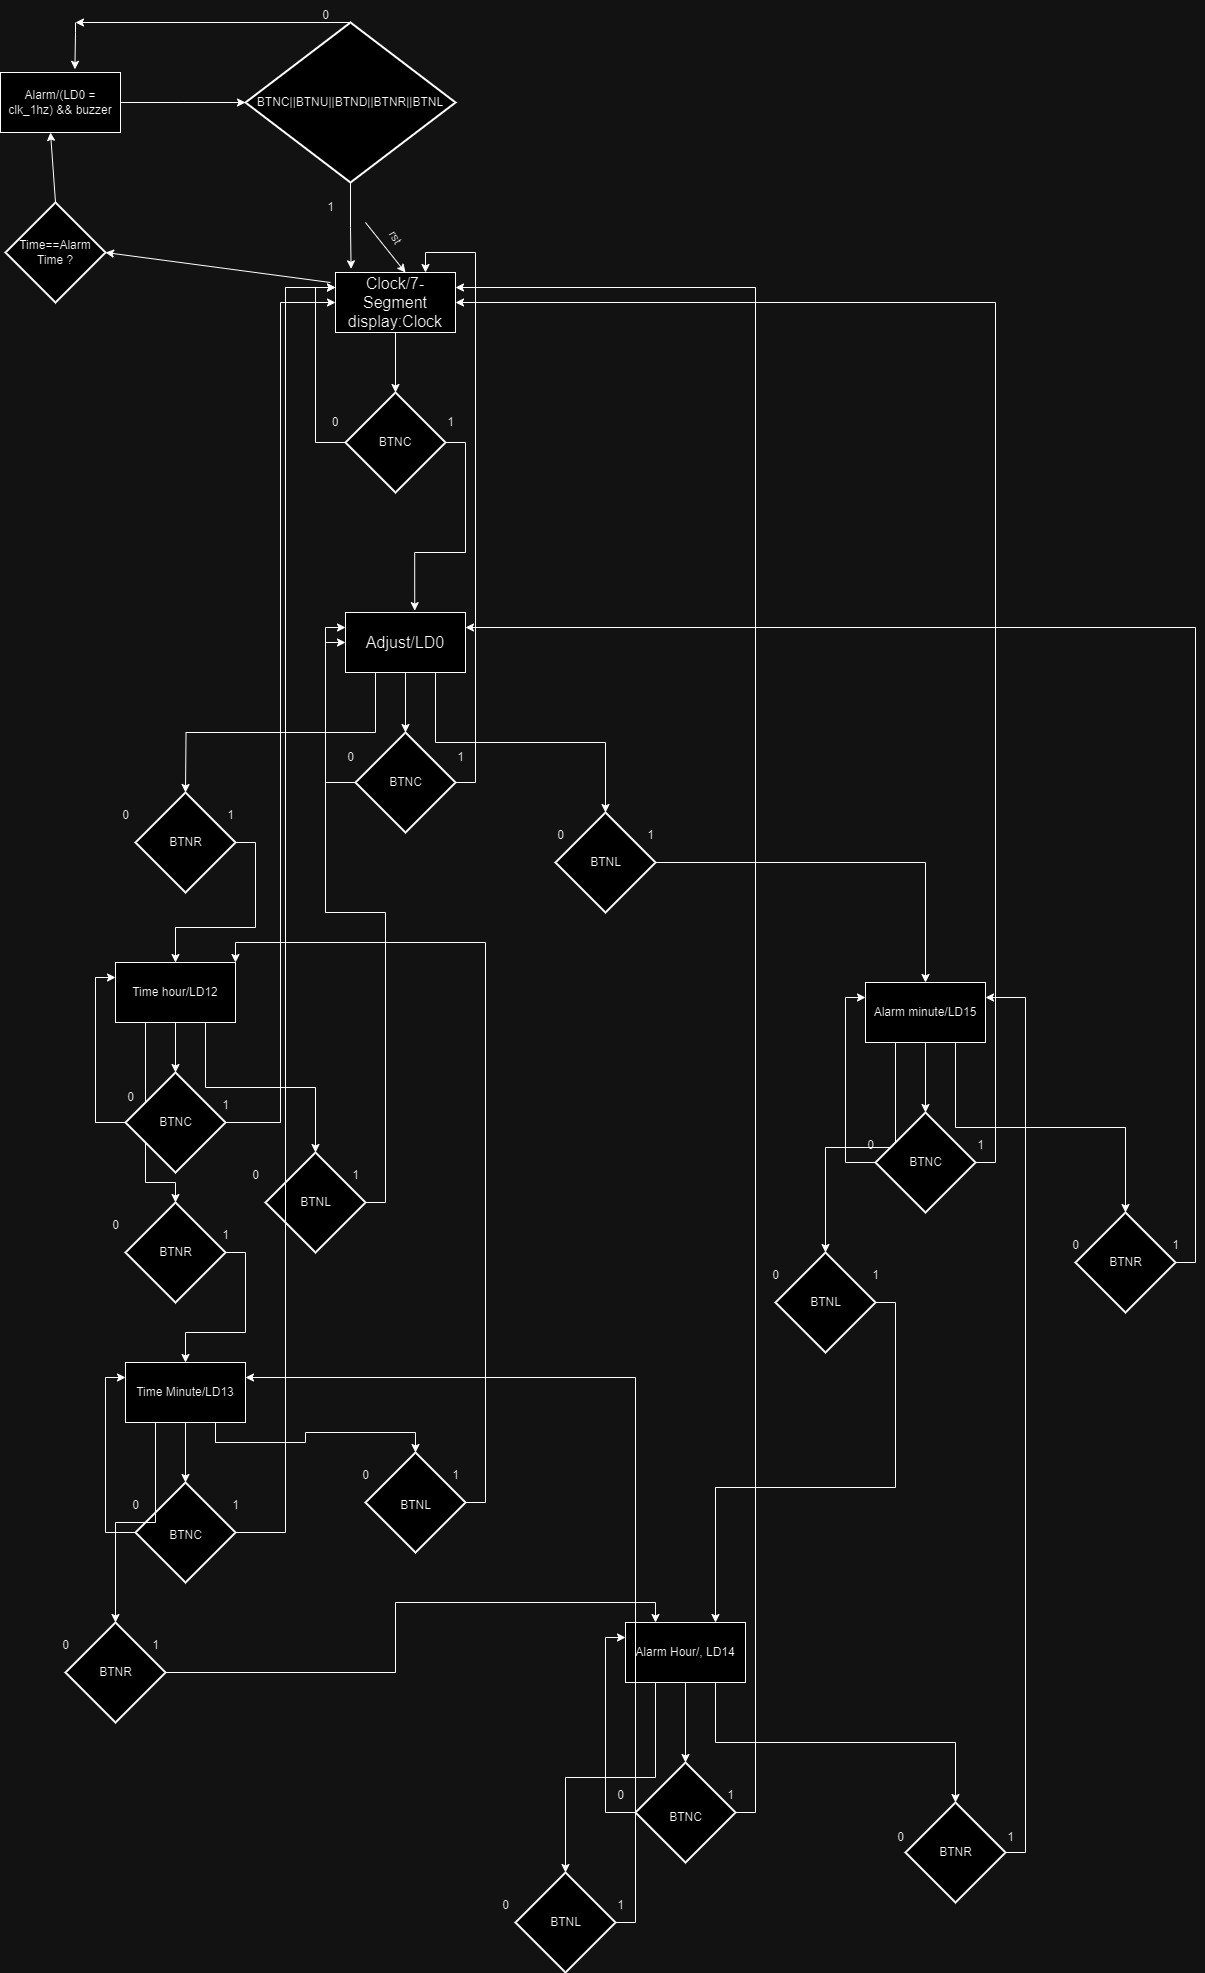 0
Alarm/(LD0 =
clk_1hz) && buzzer
BTNC||BTNU||BTND||BTNR||BTNL
1
rst
Time==Alarm
Time ?
Clock/7-
Segment
display:Clock
0
1
BTNC
Adjust/LD0
0
1
BTNC
0
1
BTNR
0
1
BTNL
Time hour/LD12
Alarm minute/LD15
0
1
BTNC
0
1
BTNC
0
1
BTNL
0
1
BTNR
0
1
BTNR
0
1
BTNL
Time Minute/LD13
0
1
BTNL
0
1
BTNC
0
1
BTNR
Alarm Hour/, LD14
0
1
BTNC
0
1
BTNR
0
1
BTNL